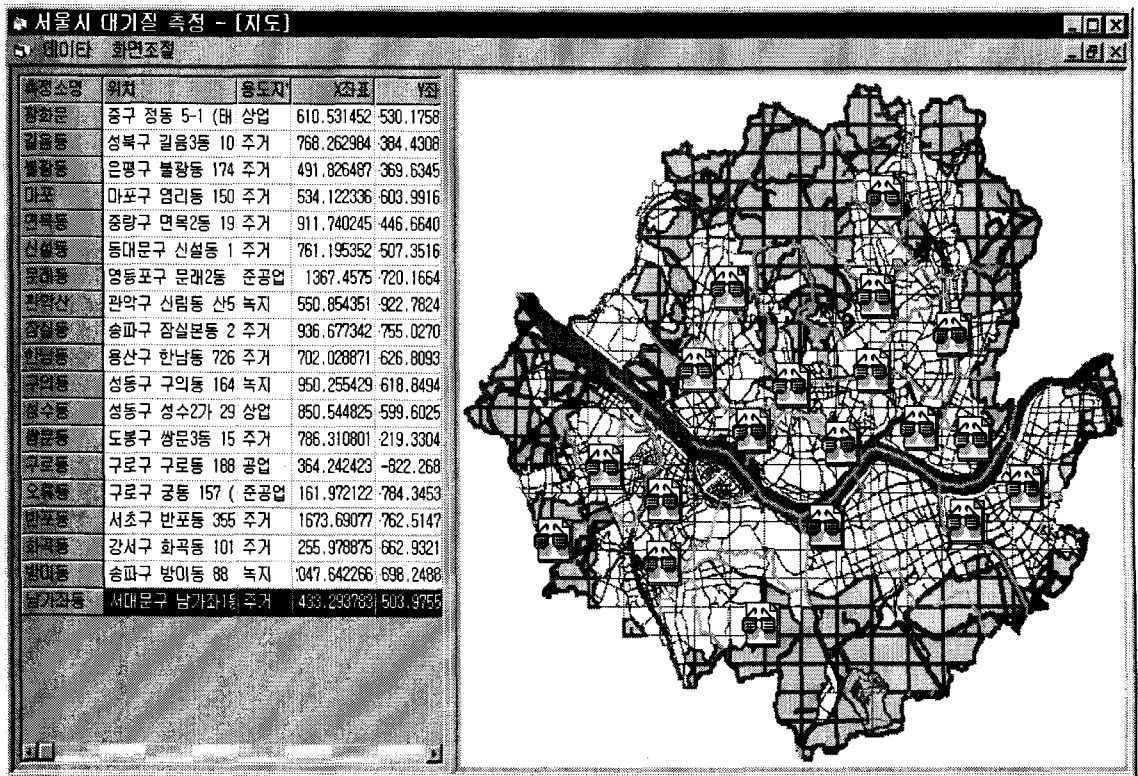 서울시 대기질 측정 - [지도]
데이타 화면조절
측정소명 위치 용도지 X좌표 Y좌
광화문 중구 정동 5-1 (태 상업 610.531452 530.1758
길음동 성북구 길음3동 10 주거 768.262984 384.4308
불광동 은평구 불광동 174 주거 491.826487 369.6345
마포 마포구 염리동 150 주거 534.122336 603.9916
면목동 중랑구 면목2동 19 주거 911.740245 446.6640
신설동 동대문구 신설동 1 주거 761.195352 507.3516
문래동 영등포구 문래2동 준공업 1367.4575 720.1664
관악산 관악구 신림동 산5 녹지 550.854351 922.7824
잠실동 송파구 잠실본동 2 주거 936.677342 755.0270
한남동 용산구 한남동 726 주거 702.028871 626.8093
구의동 성동구 구의동 164 녹지 950.255429 618.8494
성수동 성동구 성수2가 29 상업 850.544825 599.6025
쌍문동 도봉구 쌍문3동 15 주거 786.310801 219.3304
구로동 구로구 구로동 188 공업 364.242423 -822.268
오류동 구로구 궁동 157 ( 준공업 161.972122 784.3453
반포동 서초구 반포동 355 주거 1673.69077 762.5147
화곡동 강서구 화곡동 101 주거 255.978875 662.9321
방이동 송파구 방이동 88 녹지 047.642266 698.2488
남가좌동 서대문구 남가좌1동 주거 433.293783 503.9755